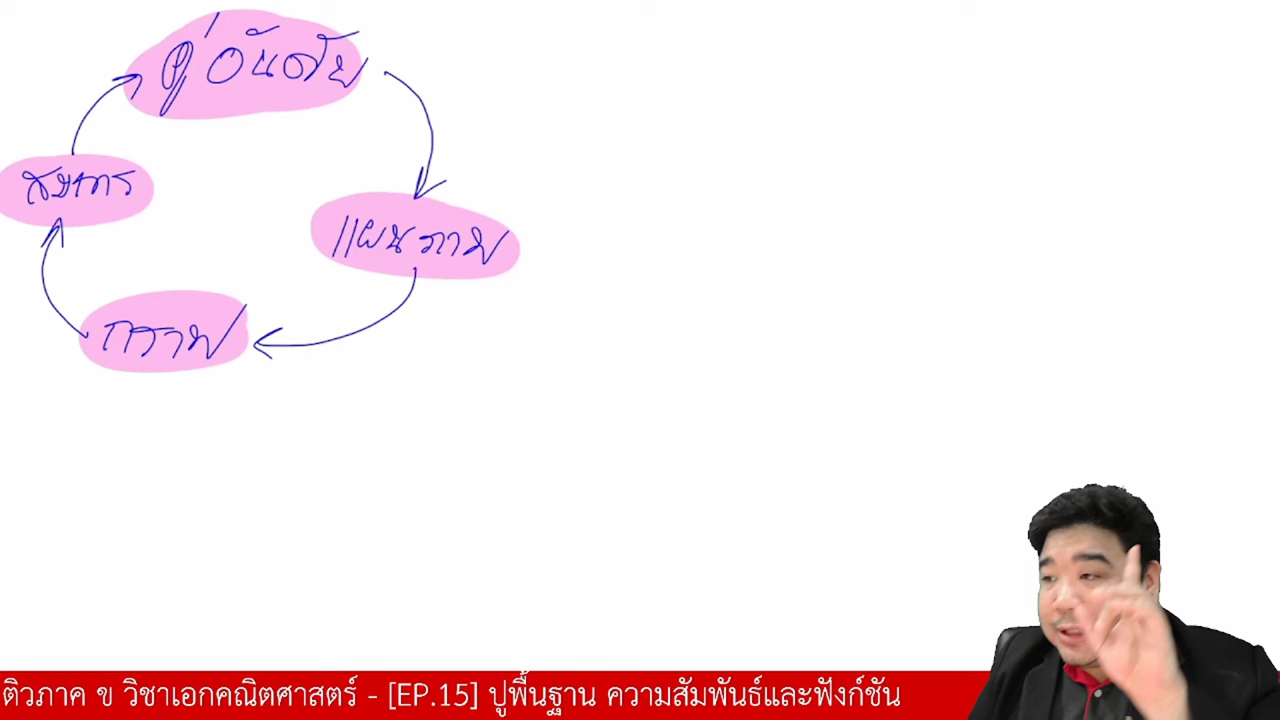 คู่อันดับ
สมการ
แผนภาพ
กราฟ
ติวภาค ข วิชาเอกคณิตศาสตร์ - [EP.15] ปูพื้นฐาน ความสัมพันธ์และฟังก์ชัน